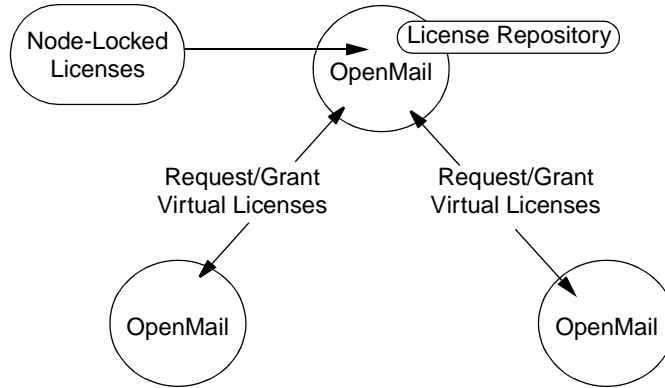 Node-Locked
Licenses
License Repository
OpenMail
Request/Grant
Virtual Licenses
Request/Grant
Virtual Licenses
OpenMail
OpenMail